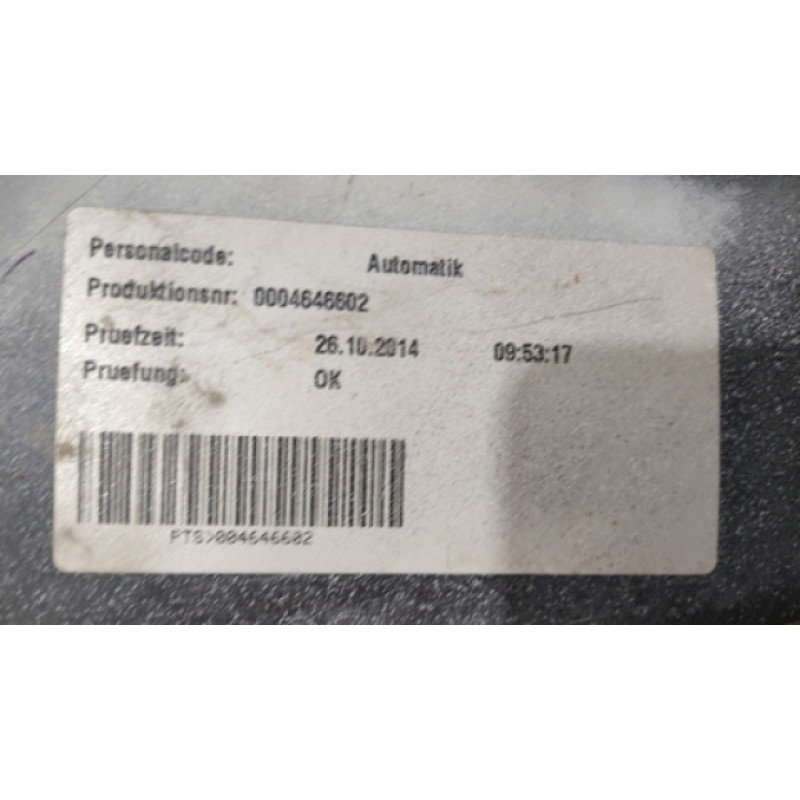 Personalcode: Automatik
Produktionsnr: 0004646602
Pruefzeit: 26.10.2014 09:53:17
Pruefung: OK
PTS>004646602